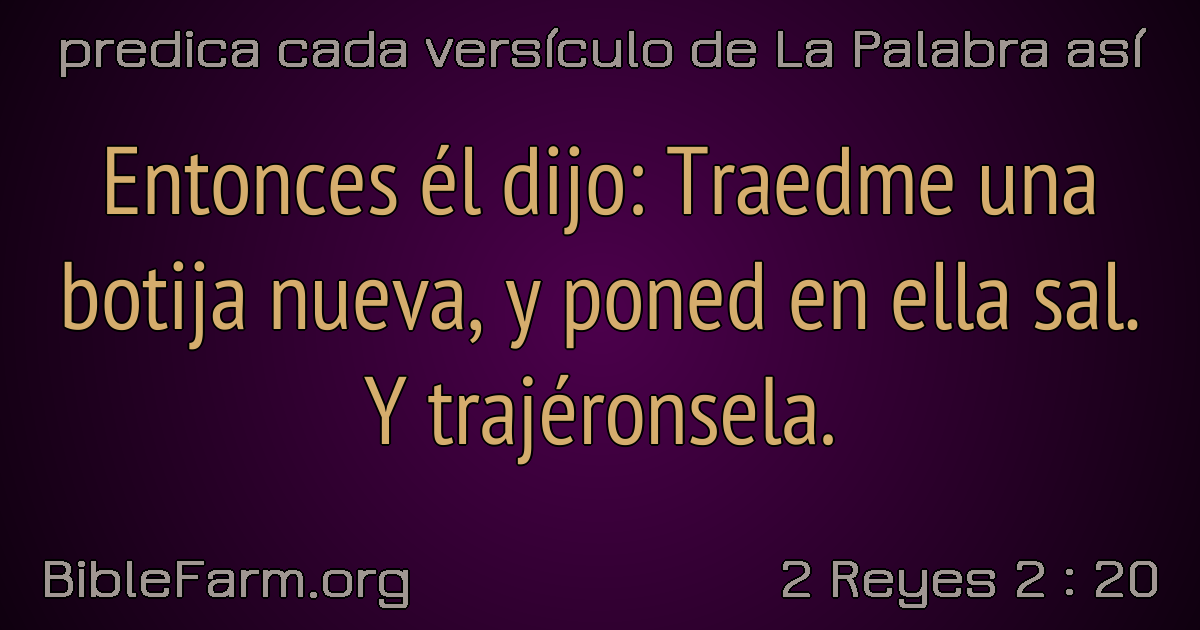 predica cada versículo de La Palabra así
Entonces él dijo: Traedme una
botija nueva, y poned en ella sal.
Y trajéronsela.
BibleFarm.org
2 Reyes 2 : 20